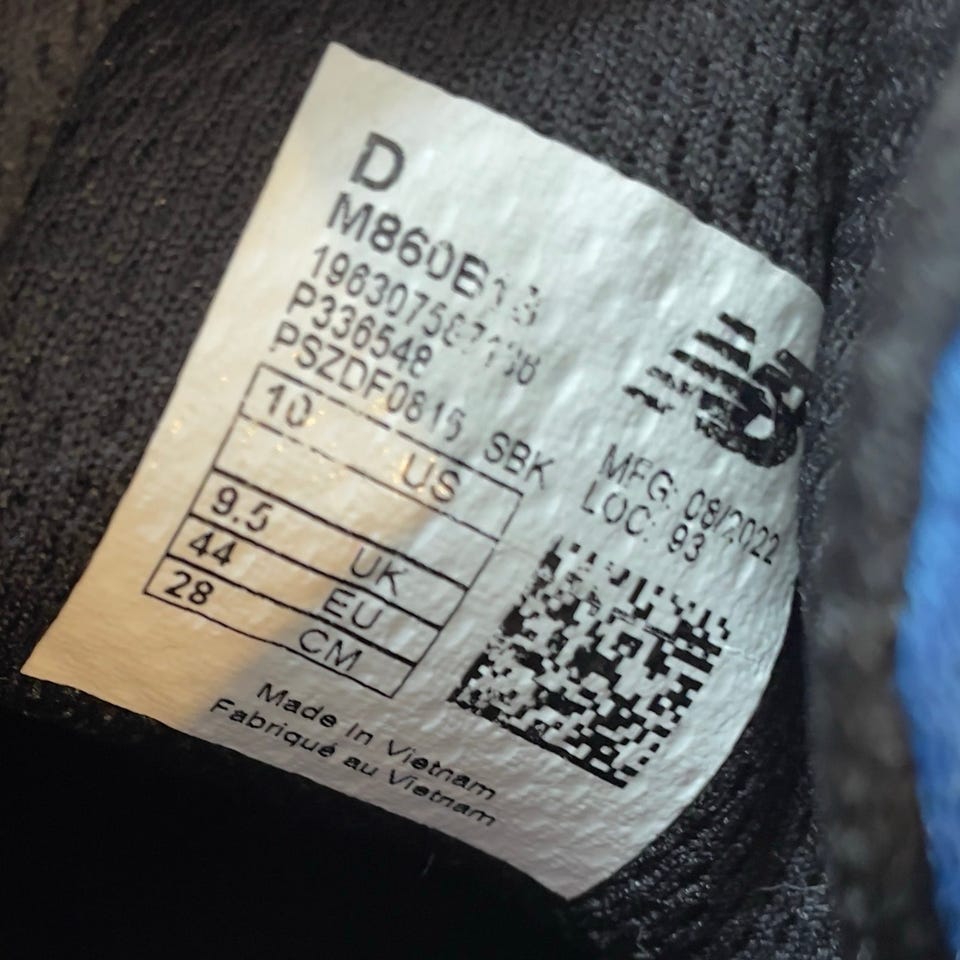 D
P336548
PSZDF0815 SBK
10 US
9.5 UK
44 EU
28 CM
NB
MFG: 08/2022
LOC: 93
Made In Vietnam
Fabriqué au Vietnam